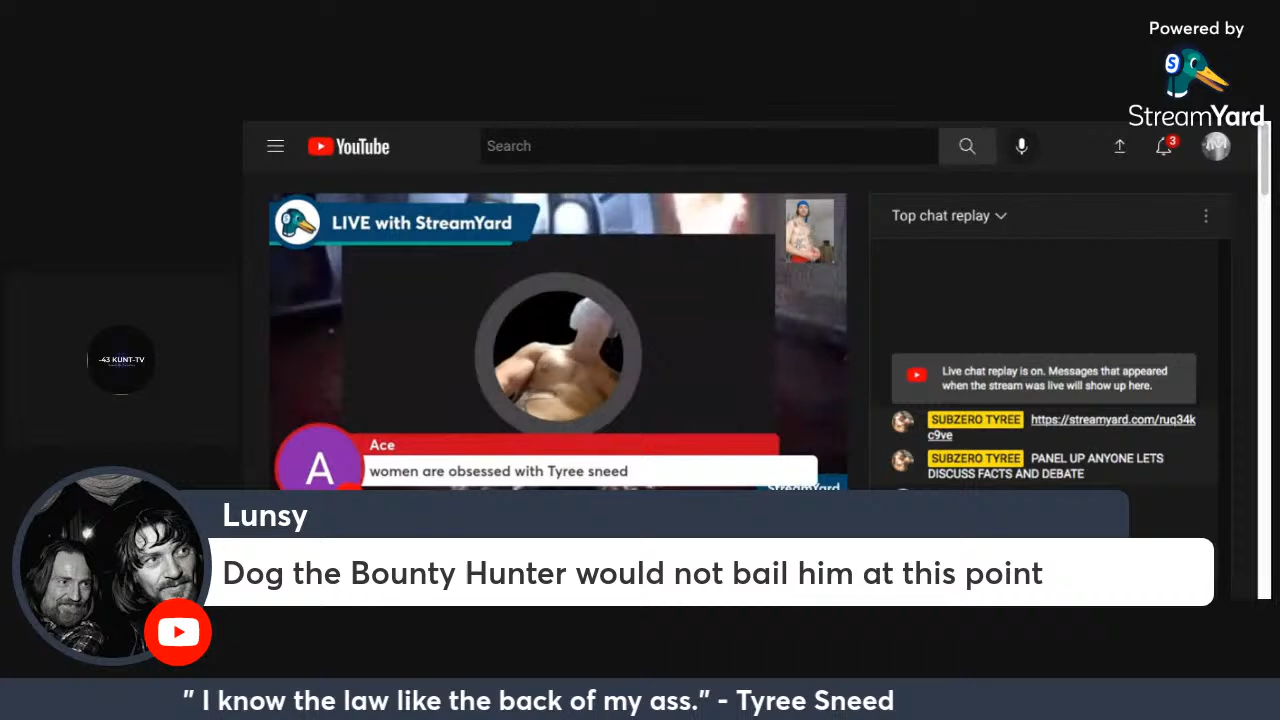 Powered by
StreamYard
YouTube
Search
3
LIVE with StreamYard
Top chat replay
-43 KUNT-TV
Live chat replay is on. Messages that appeared
when the stream was live will show up here.
SUBZERO TYREE https://streamyard.com/ruq34k
c9ve
SUBZERO TYREE PANEL UP ANYONE LETS
DISCUSS FACTS AND DEBATE
Ace
A
women are obsessed with Tyree sneed
StreamYard
Lunsy
Dog the Bounty Hunter would not bail him at this point
" I know the law like the back of my ass." - Tyree Sneed